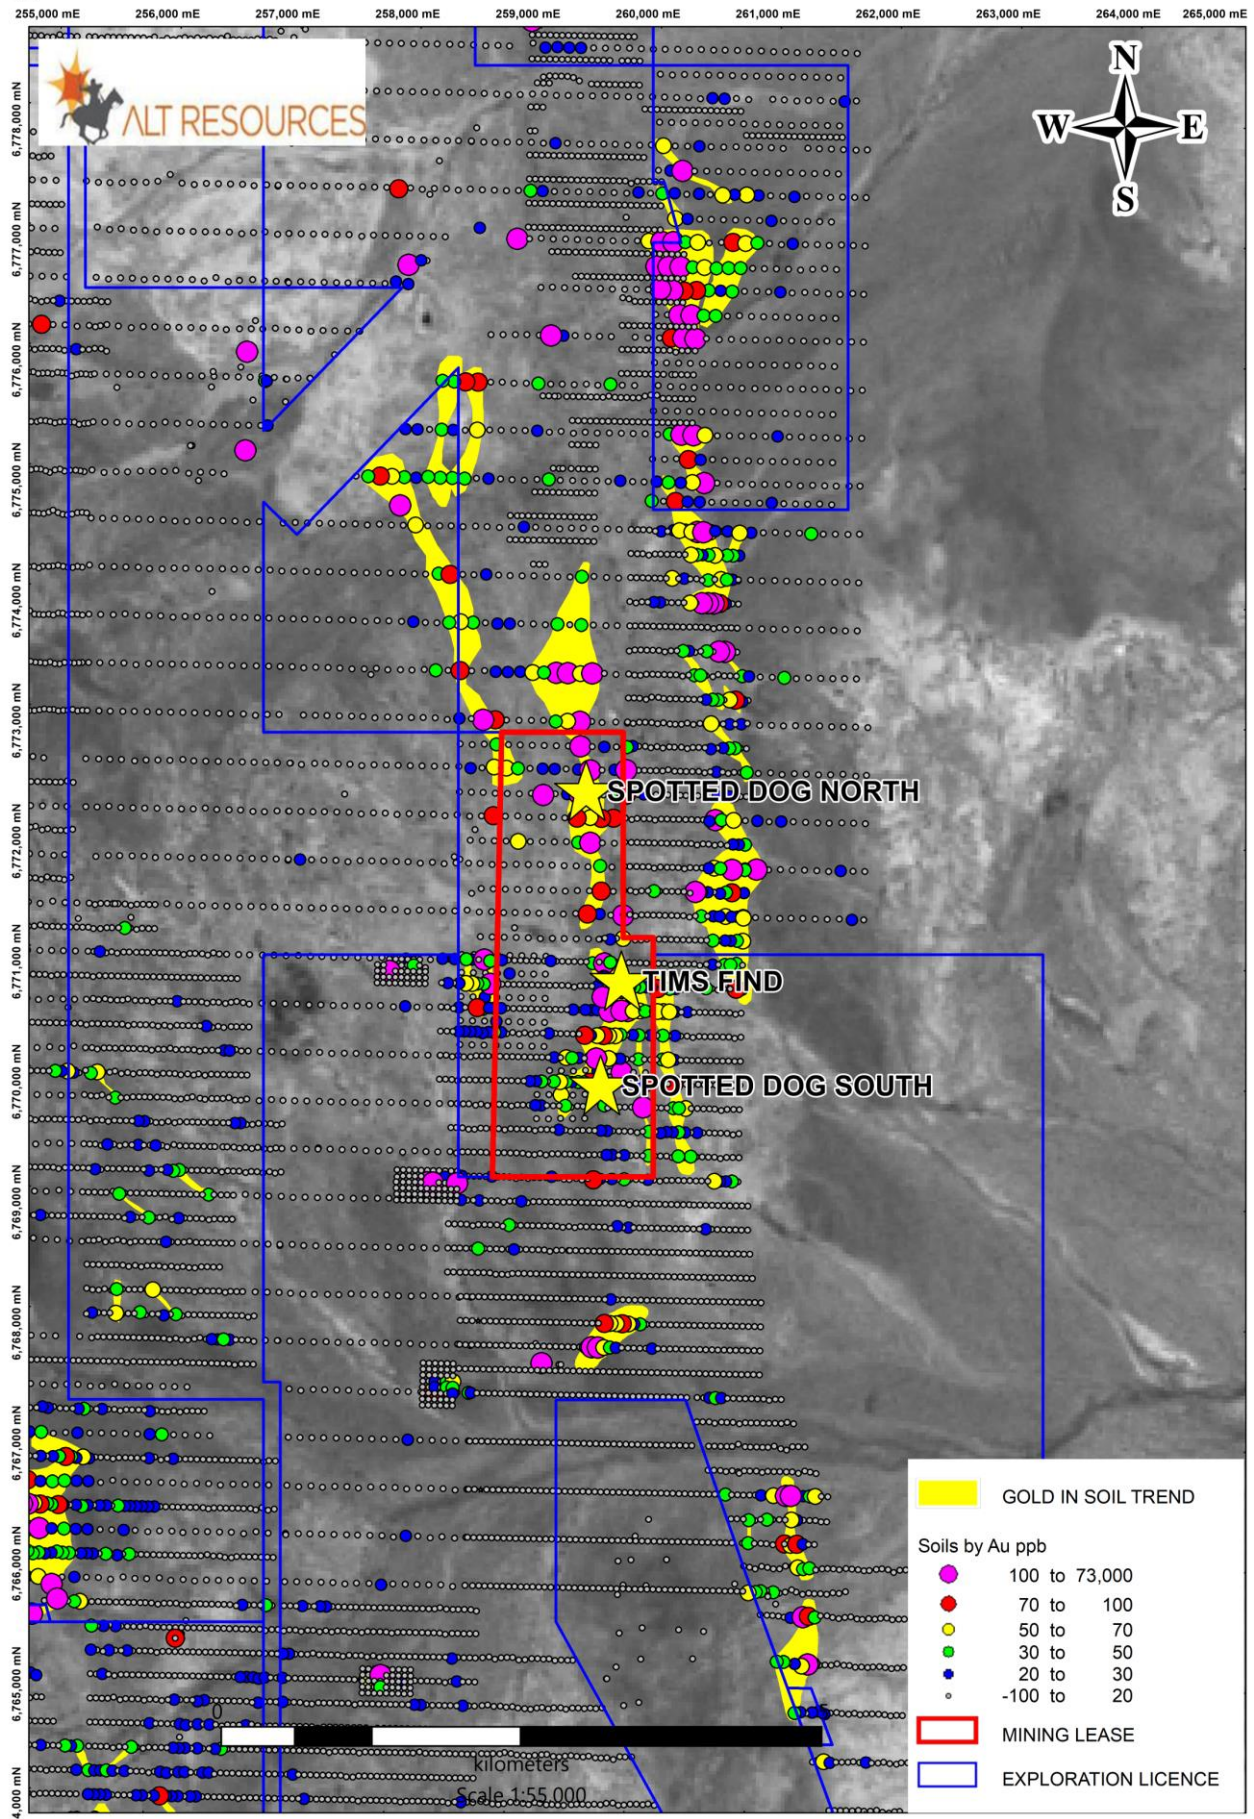 255,000 mE 256,000 mE 257,000 mE 258,000 mE 259,000 mE 260,000 mE 261,000 mE 262,000 mE 263,000 mE 264,000 mE 265,000 mE
ALT RESOURCES
N
W E
S
6,778,000 mN
6,777,000 mN
6,776,000 mN
6,775,000 mN
6,774,000 mN
6,773,000 mN
SPOTTED DOG NORTH
6,772,000 mN
6,771,000 mN
TIMS FIND
6,770,000 mN
SPOTTED DOG SOUTH
6,769,000 mN
6,768,000 mN
6,767,000 mN
6,766,000 mN
6,765,000 mN
4,000 mN
GOLD IN SOIL TREND
Soils by Au ppb
100 to 73,000
70 to 100
50 to 70
30 to 50
20 to 30
-100 to 20
MINING LEASE
EXPLORATION LICENCE
0 5
kilometers
Scale 1:55,000